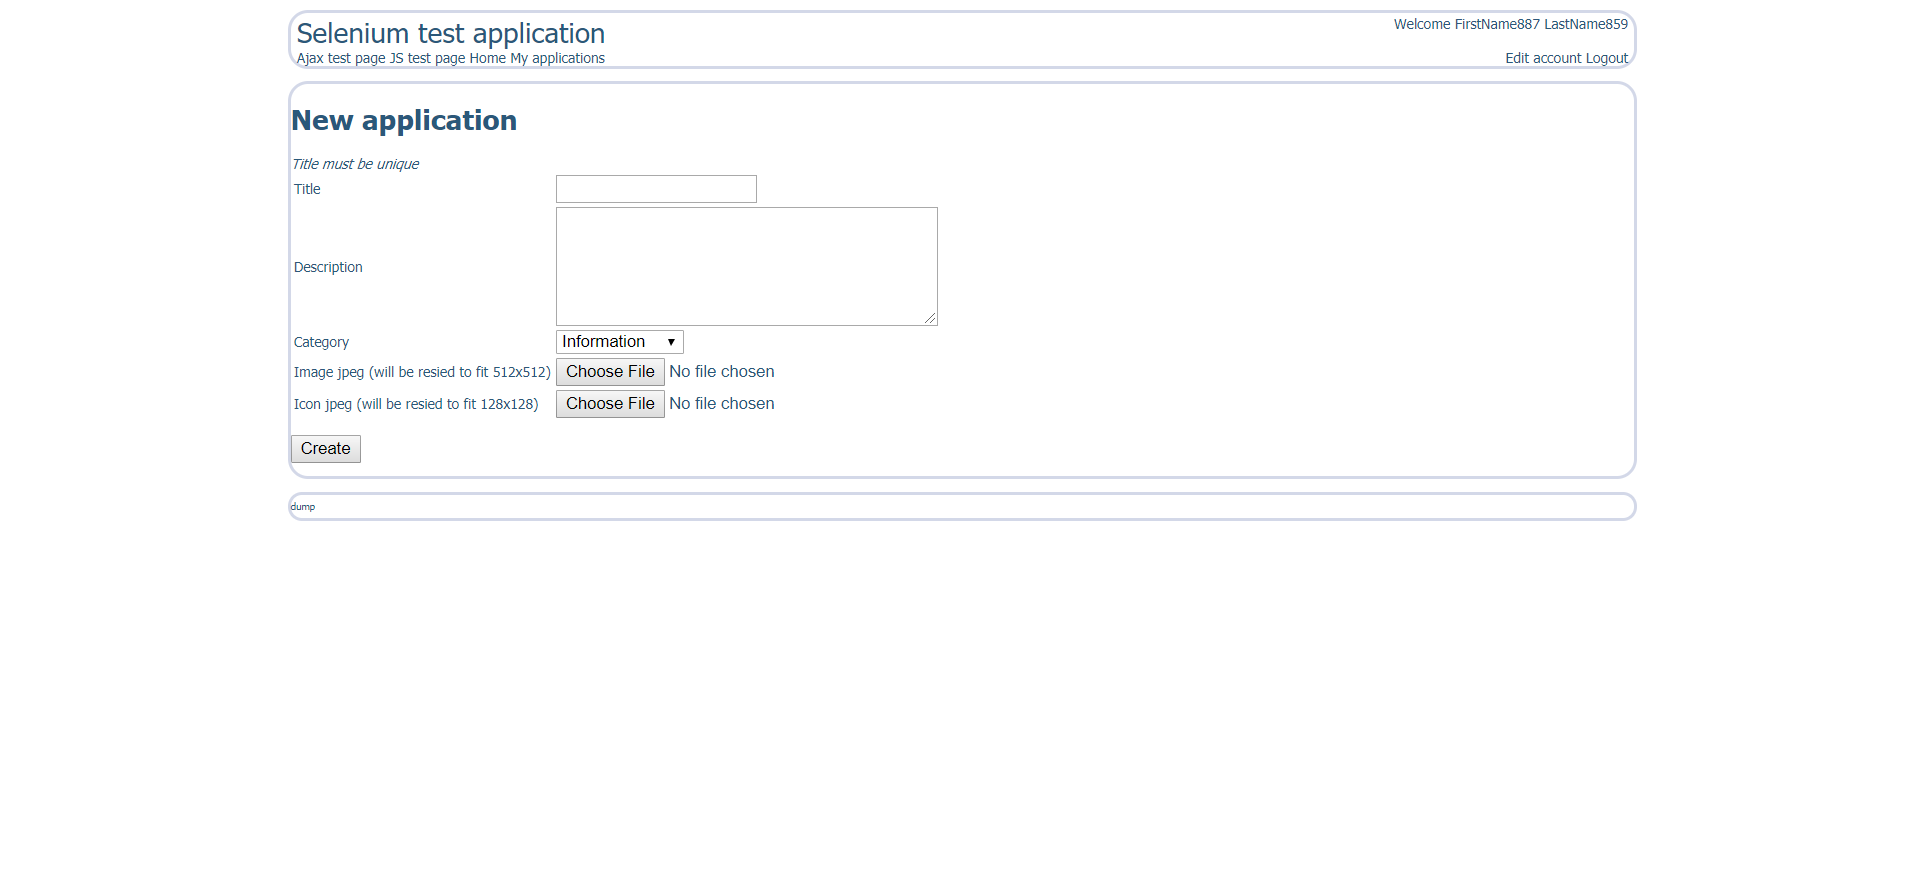 Selenium test application
Welcome FirstName887 LastName859
Ajax test page JS test page Home My applications
Edit account Logout
New application
Title must be unique
Title
Description
Category Information
Image jpeg (will be resied to fit 512x512) Choose File No file chosen
Icon jpeg (will be resied to fit 128x128) Choose File No file chosen
Create
dump